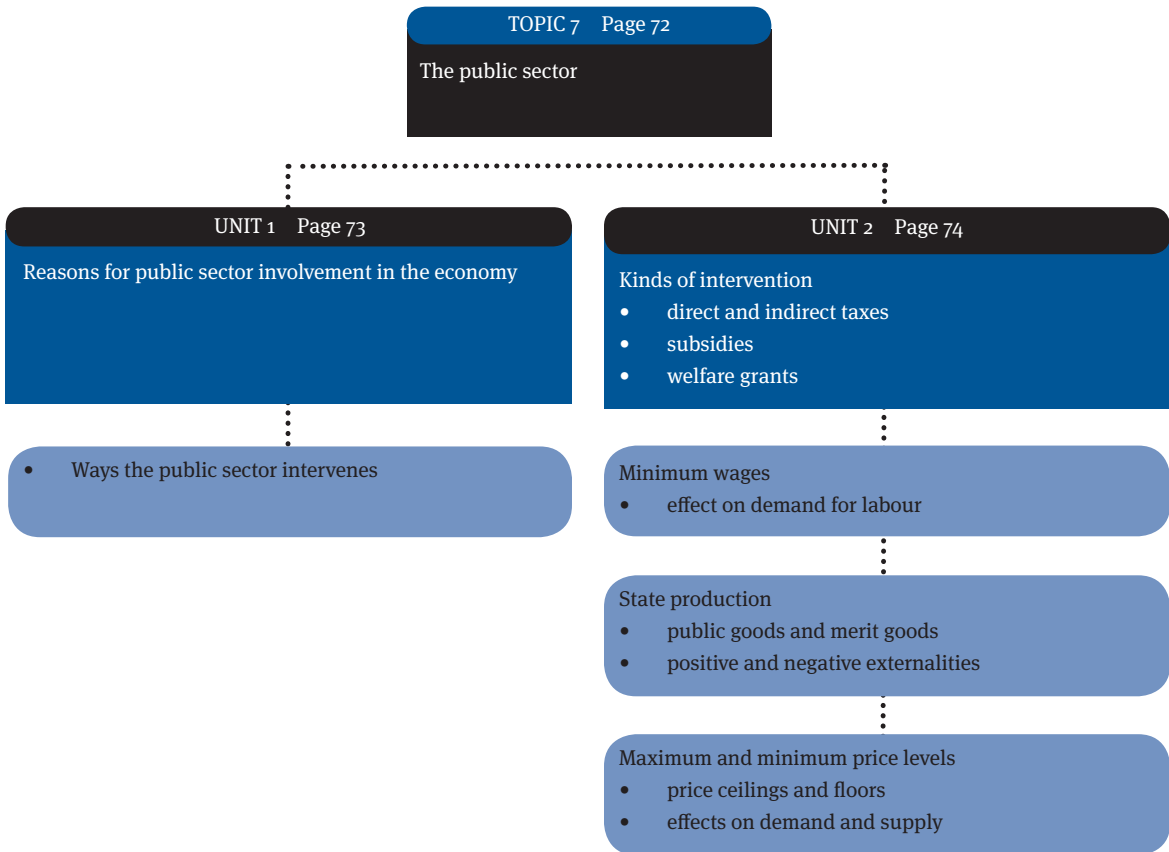 TOPIC 7 Page 72
The public sector
UNIT 1 Page 73
Reasons for public sector involvement in the economy
• Ways the public sector intervenes
UNIT 2 Page 74
Kinds of intervention
• direct and indirect taxes
• subsidies
• welfare grants
Minimum wages
• effect on demand for labour
State production
• public goods and merit goods
• positive and negative externalities
Maximum and minimum price levels
• price ceilings and floors
• effects on demand and supply